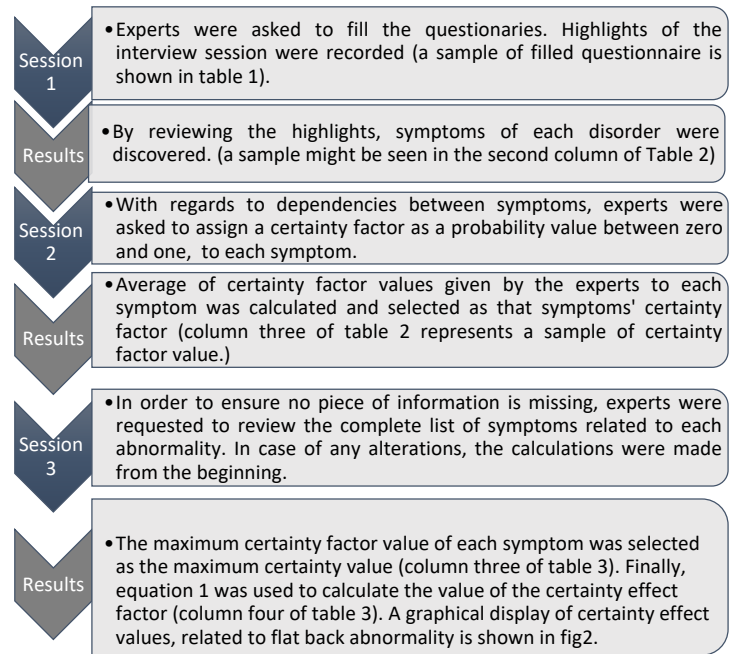 Session
1
•Experts were asked to fill the questionaries. Highlights of the
interview session were recorded (a sample of filled questionnaire is
shown in table 1).
Results
•By reviewing the highlights, symptoms of each disorder were
discovered. (a sample might be seen in the second column of Table 2)
Session
2
•With regards to dependencies between symptoms, experts were
asked to assign a certainty factor as a probability value between zero
and one, to each symptom.
Results
•Average of certainty factor values given by the experts to each
symptom was calculated and selected as that symptoms' certainty
factor (column three of table 2 represents a sample of certainty
factor value.)
Session
3
•In order to ensure no piece of information is missing, experts were
requested to review the complete list of symptoms related to each
abnormality. In case of any alterations, the calculations were made
from the beginning.
Results
•The maximum certainty factor value of each symptom was selected
as the maximum certainty value (column three of table 3). Finally,
equation 1 was used to calculate the value of the certainty effect
factor (column four of table 3). A graphical display of certainty effect
values, related to flat back abnormality is shown in fig2.